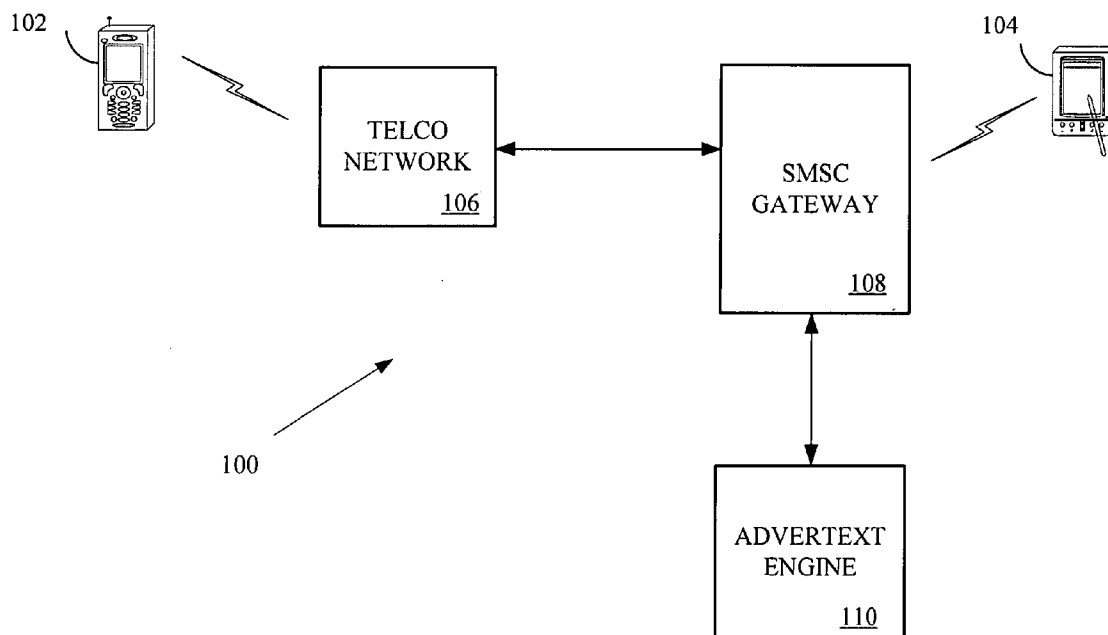 102
104
TELCO
NETWORK
106
SMSC
GATEWAY
108
100
ADVERTEXT
ENGINE
110